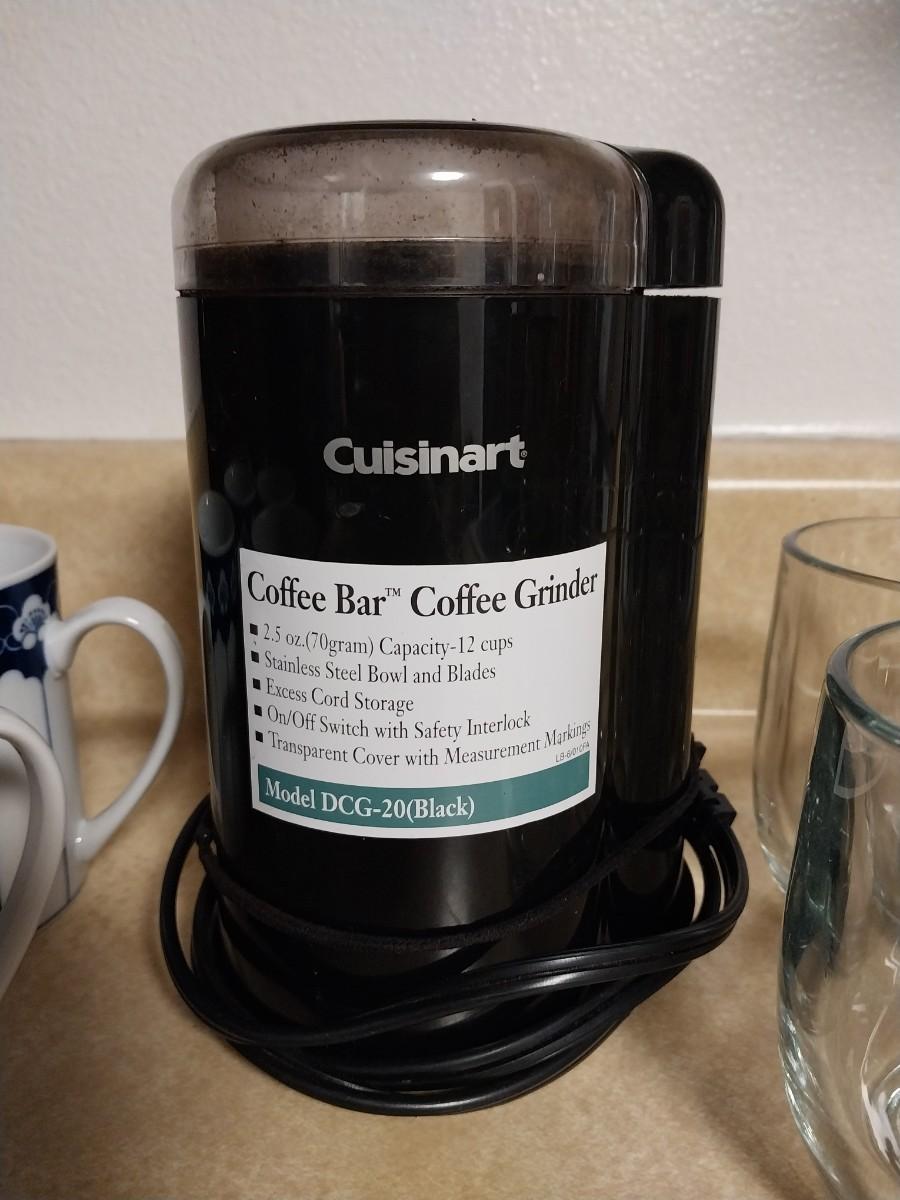 Cuisinart®
Coffee Bar™ Coffee Grinder
■ 2.5 oz.(70gram) Capacity-12 cups
■ Stainless Steel Bowl and Blades
■ Excess Cord Storage
■ On/Off Switch with Safety Interlock
■ Transparent Cover with Measurement Markings
Model DCG-20(Black)